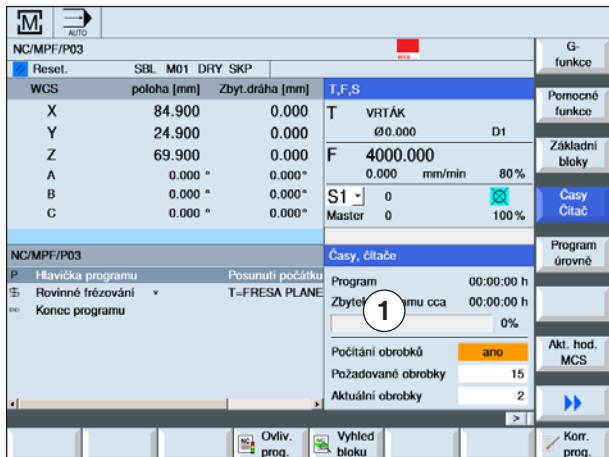 M
AUTO
NC/MPF/P03
Reset. SBL M01 DRY SKP
G-
funkce
WCS poloha [mm] Zbyt.dráha [mm]
X 84.900 0.000
Y 24.900 0.000
Z 69.900 0.000
A 0.000 ° 0.000°
B 0.000 ° 0.000°
C 0.000 ° 0.000°
T,F,S
T VRTÁK
Ø0.000 D1
F 4000.000
0.000 mm/min 80%
S1 0
Master 0 100%
Pomocné
funkce
Základní
bloky
Časy
Čítač
Program
úrovně
NC/MPF/P03
P Hlavička programu Posunutí počátku
Rovinné frézování T=FRESA PLANE
END Konec programu
Časy, čítače
Program 00:00:00 h
Zbytek 1 amu cca 00:00:00 h
0%
Počítání obrobků ano
Požadované obrobky 15
Aktuální obrobky 2
>
Akt. hod.
MCS
Ovliv.
prog.
Vyhled
bloku
Korr.
prog.